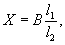 X = B l₁/l₂,